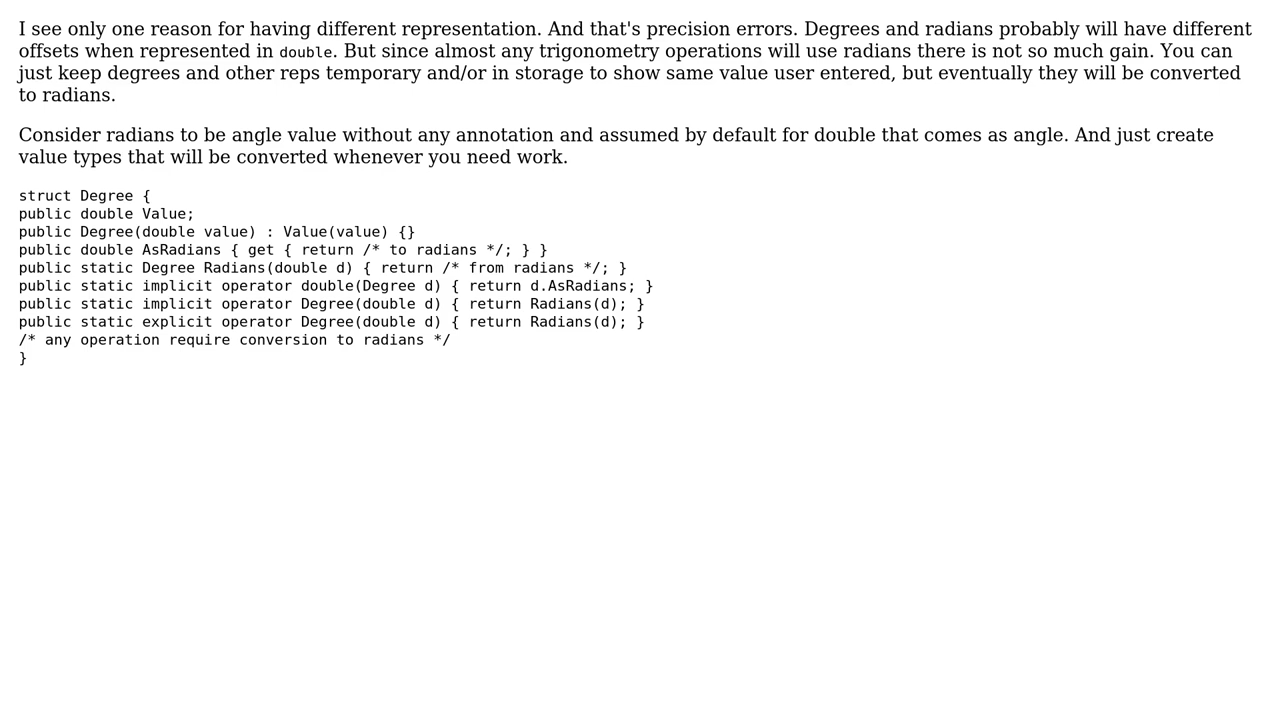 I see only one reason for having different representation. And that's precision errors. Degrees and radians probably will have different
offsets when represented in double. But since almost any trigonometry operations will use radians there is not so much gain. You can
just keep degrees and other reps temporary and/or in storage to show same value user entered, but eventually they will be converted
to radians.
Consider radians to be angle value without any annotation and assumed by default for double that comes as angle. And just create
value types that will be converted whenever you need work.
struct Degree {
public double Value;
public Degree(double value) : Value(value) {}
public double AsRadians { get { return /* to radians */; } }
public static Degree Radians(double d) { return /* from radians */; }
public static implicit operator double(Degree d) { return d.AsRadians; }
public static implicit operator Degree(double d) { return Radians(d); }
public static explicit operator Degree(double d) { return Radians(d); }
/* any operation require conversion to radians */
}